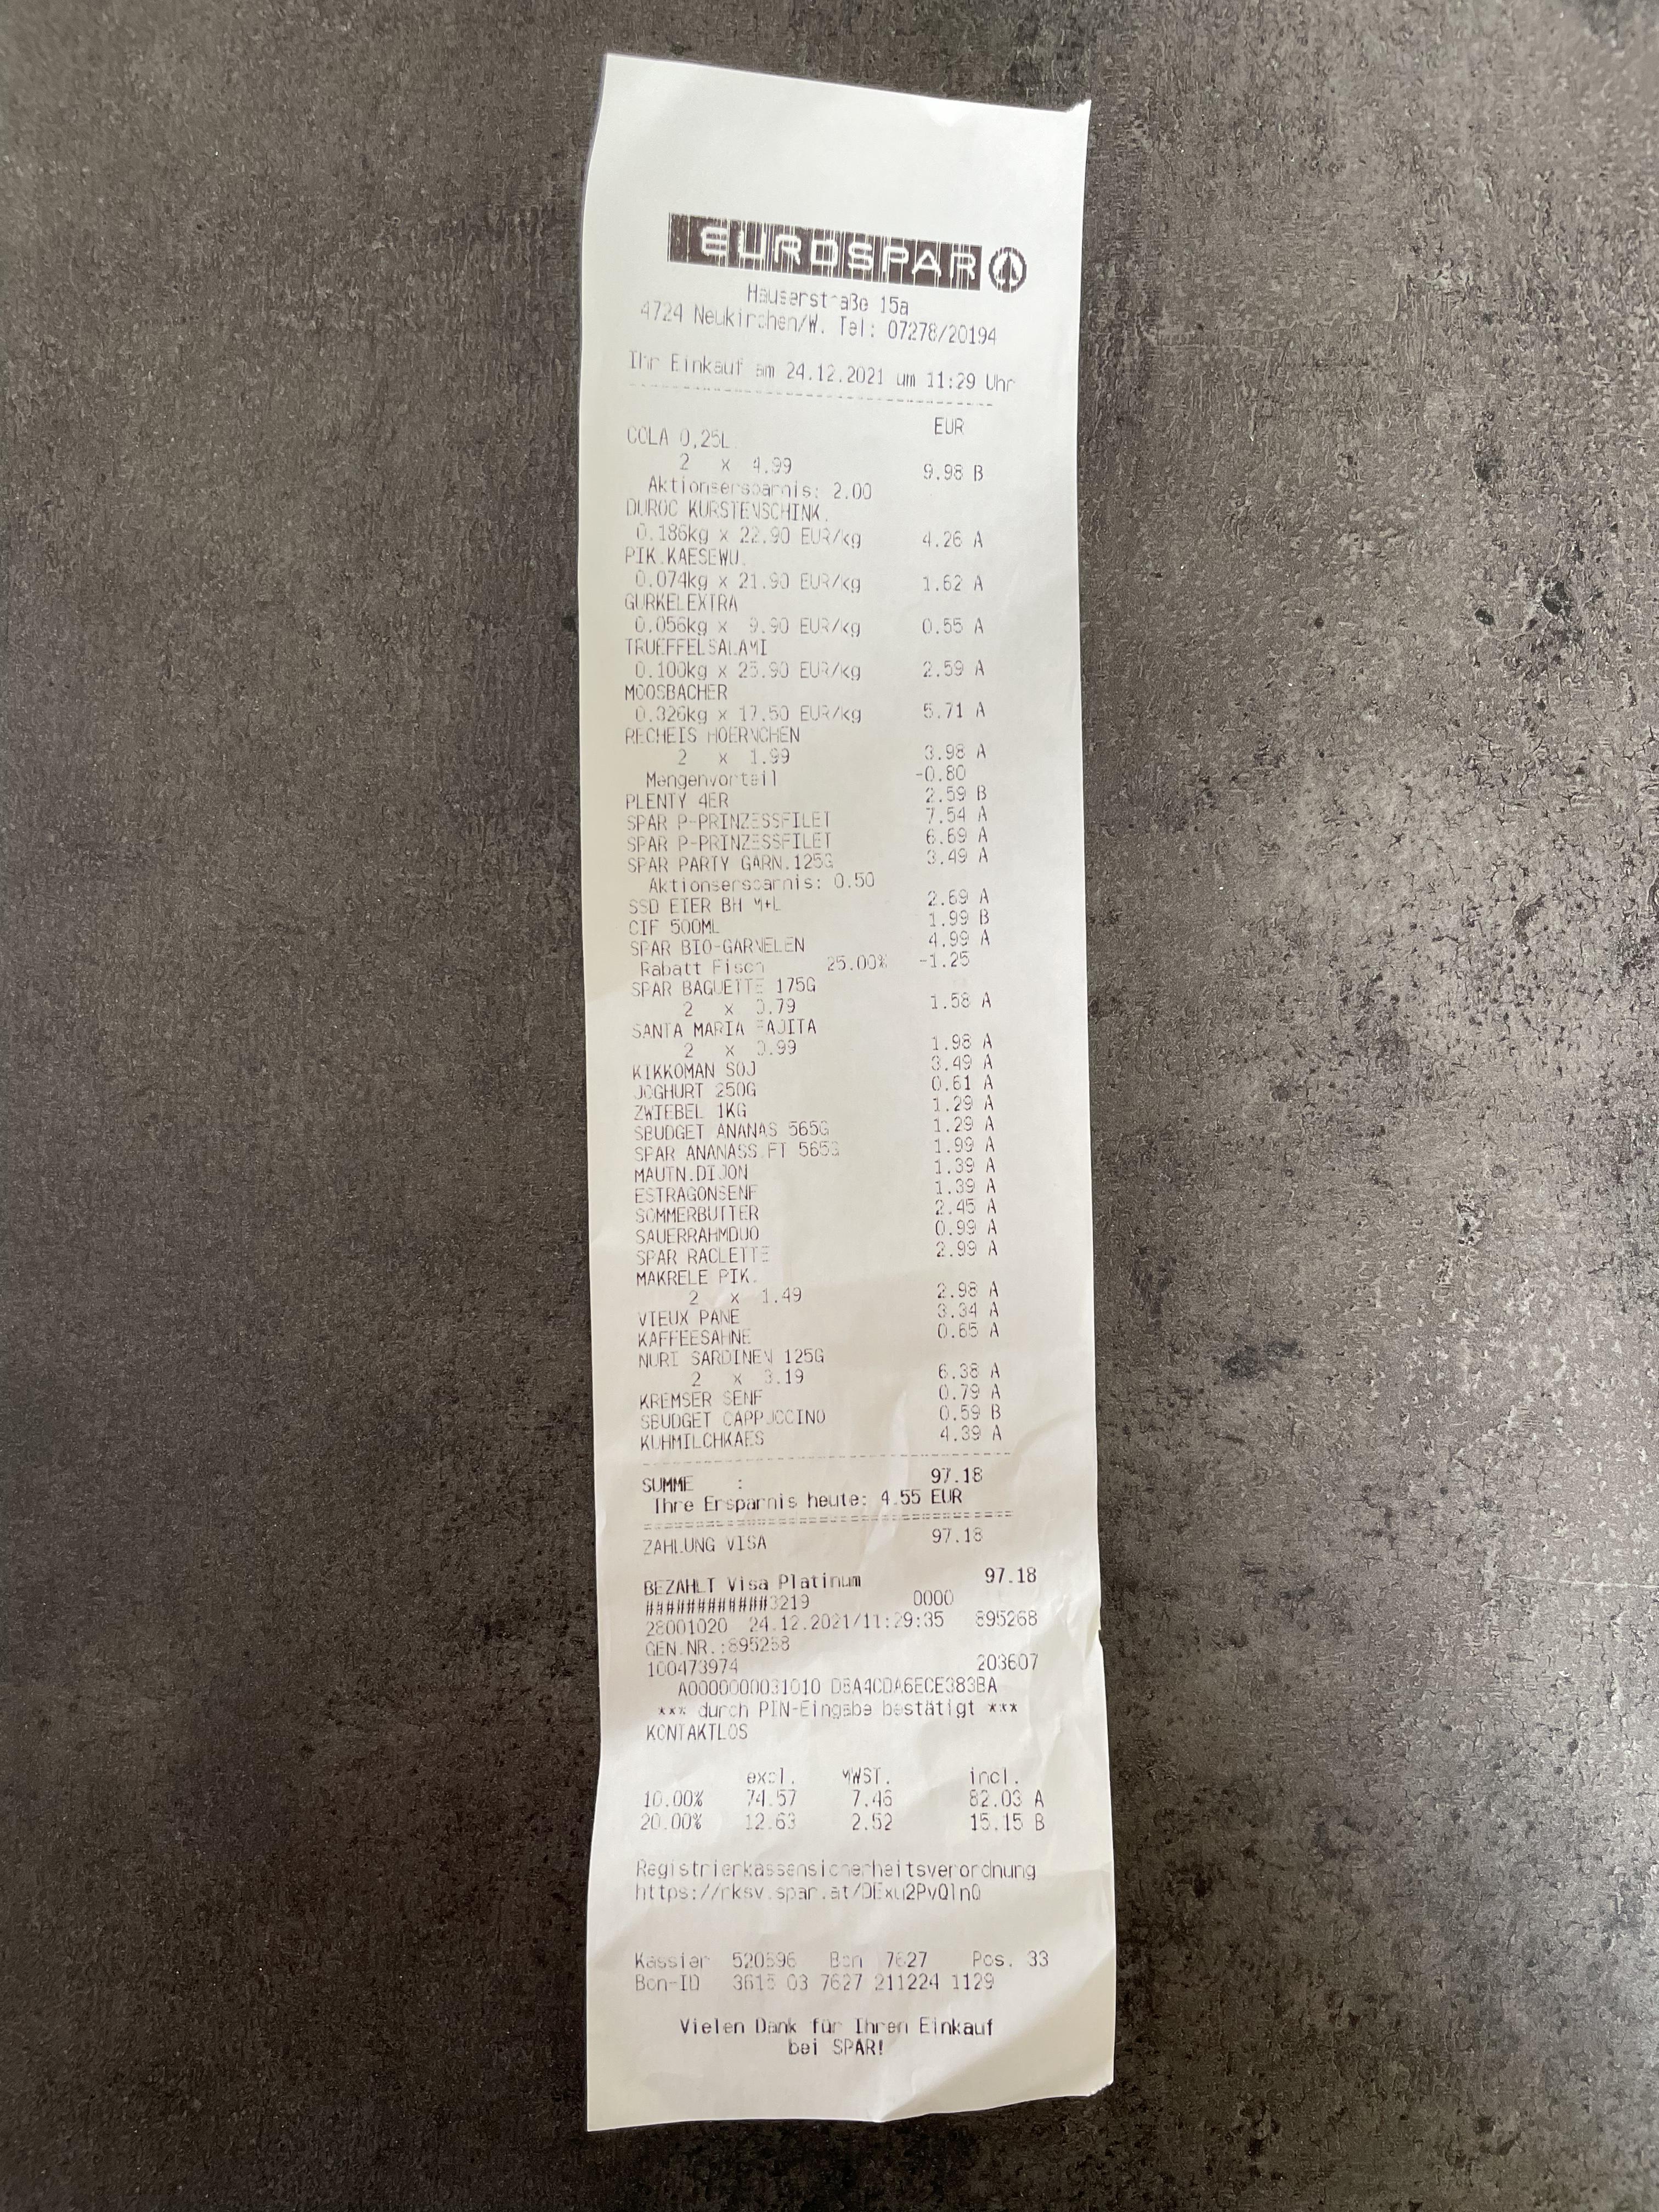 EUROSPAR
Hauserstraße 15a
4724 Neukirchen/W. Tel: 07278/20194
Ihr Einkauf am 24.12.2021 um 11:29 Uhr
EUR
COLA 0,25L
2 x 4.99 9.98 B
Aktionsersparnis: 2.00
DUROC KURSTENSCHINK.
0.186kg x 22.90 EUR/kg 4.26 A
PIK.KAESEWU.
0.074kg x 21.90 EUR/kg 1.62 A
GURKELEXTRA
0.056kg x 9.90 EUR/kg 0.55 A
TRUEFFELSALAMI
0.100kg x 25.90 EUR/kg 2.59 A
MOOSBACHER
0.326kg x 17.50 EUR/kg 5.71 A
RECHEIS HOERNCHEN
2 x 1.99 3.98 A
Mengenvorteil -0.80
PLENTY 4ER 2.59 B
SPAR P-PRINZESSFILET 7.54 A
SPAR P-PRINZESSFILET 6.69 A
SPAR PARTY GARN.125G 3.49 A
Aktionsersparnis: 0.50
SSD EIER BH M+L 2.69 A
CIF 500ML 1.99 B
SPAR BIO-GARNELEN 4.99 A
Rabatt Fisch 25.00% -1.25
SPAR BAGUETTE 175G
2 x 0.79 1.58 A
SANTA MARIA FAJITA
2 x 0.99 1.98 A
KIKKOMAN SOJ 3.49 A
JOGHURT 250G 0.61 A
ZWIEBEL 1KG 1.29 A
SBUDGET ANANAS 565G 1.29 A
SPAR ANANASS.FT 565G 1.99 A
MAUTN.DIJON 1.39 A
ESTRAGONSENF 1.39 A
SOMMERBUTTER 2.45 A
SAUERRAHMDUO 0.99 A
SPAR RACLETTE 2.99 A
MAKRELE PIK.
2 x 1.49 2.98 A
VIEUX PANE 3.34 A
KAFFEESAHNE 0.65 A
NURI SARDINEN 125G
2 x 3.19 6.38 A
KREMSER SENF 0.79 A
SBUDGET CAPPUCCINO 0.59 B
KUHMILCHKAES 4.39 A
SUMME : 97.18
Ihre Ersparnis heute: 4.55 EUR
ZAHLUNG VISA 97.18
BEZAHLT Visa Platinum 97.18
############3219 0000
28001020 24.12.2021/11:29:35 895268
GEN.NR.:895268
100473974 203607
A0000000031010 D8A4CDA6ECE383BA
*** durch PIN-Eingabe bestätigt ***
KONTAKTLOS
excl. MWST. incl.
10.00% 74.57 7.46 82.03 A
20.00% 12.63 2.52 15.15 B
Registrierkassensicherheitsverordnung
https://rksv.spar.at/DExu2PvQln0
Kassier 520596 Bon 7627 Pos. 33
Bon-ID 3615 03 7627 211224 1129
Vielen Dank für Ihren Einkauf
bei SPAR!